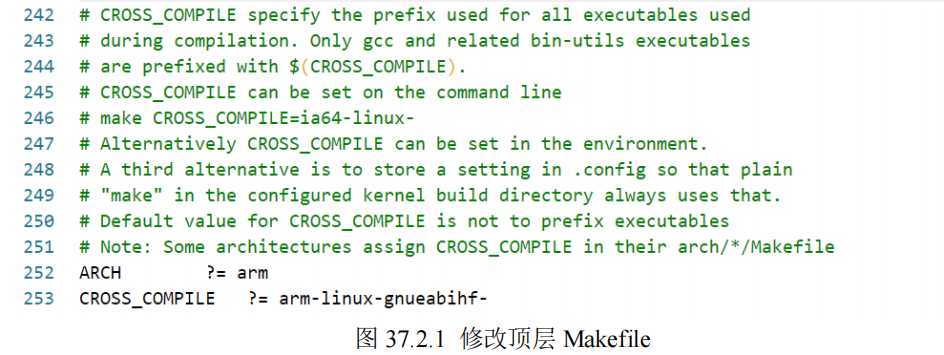 242 # CROSS_COMPILE specify the prefix used for all executables used
243 # during compilation. Only gcc and related bin-utils executables
244 # are prefixed with $(CROSS_COMPILE).
245 # CROSS_COMPILE can be set on the command line
246 # make CROSS_COMPILE=ia64-linux-
247 # Alternatively CROSS_COMPILE can be set in the environment.
248 # A third alternative is to store a setting in .config so that plain
249 # "make" in the configured kernel build directory always uses that.
250 # Default value for CROSS_COMPILE is not to prefix executables
251 # Note: Some architectures assign CROSS_COMPILE in their arch/*/Makefile
252 ARCH ?= arm
253 CROSS_COMPILE ?= arm-linux-gnueabihf-
图 37.2.1 修改顶层 Makefile